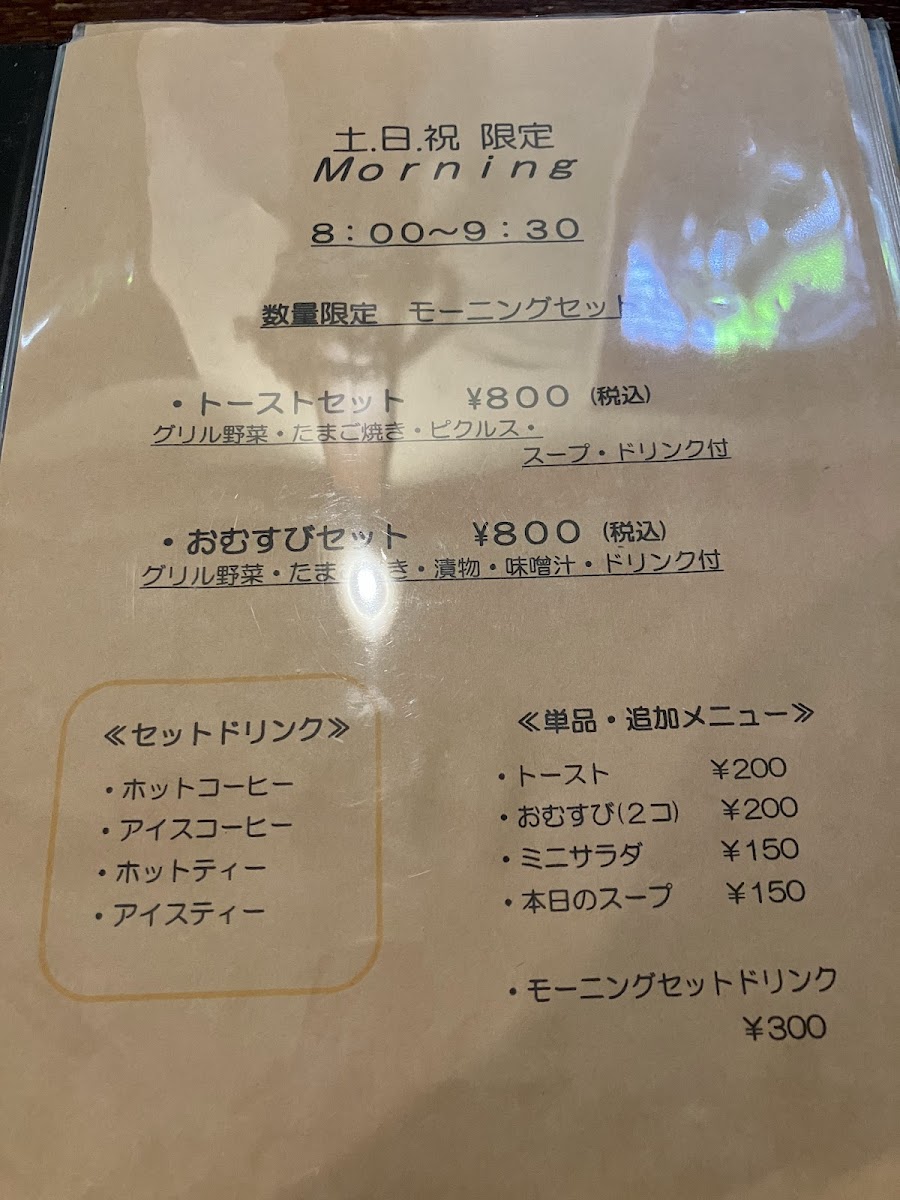 土.日.祝 限定
Morning
8:00～9:30
数量限定 モーニングセット
・トーストセット ¥800 (税込)
グリル野菜・たまご焼き・ピクルス・
スープ・ドリンク付
・おむすびセット ¥800 (税込)
グリル野菜・たま き・漬物・味噌汁・ドリンク付
≪セットドリンク≫
・ホットコーヒー
・アイスコーヒー
・ホットティー
・アイスティー
≪単品・追加メニュー≫
・トースト ¥200
・おむすび(2コ) ¥200
・ミニサラダ ¥150
・本日のスープ ¥150
・モーニングセットドリンク
¥300